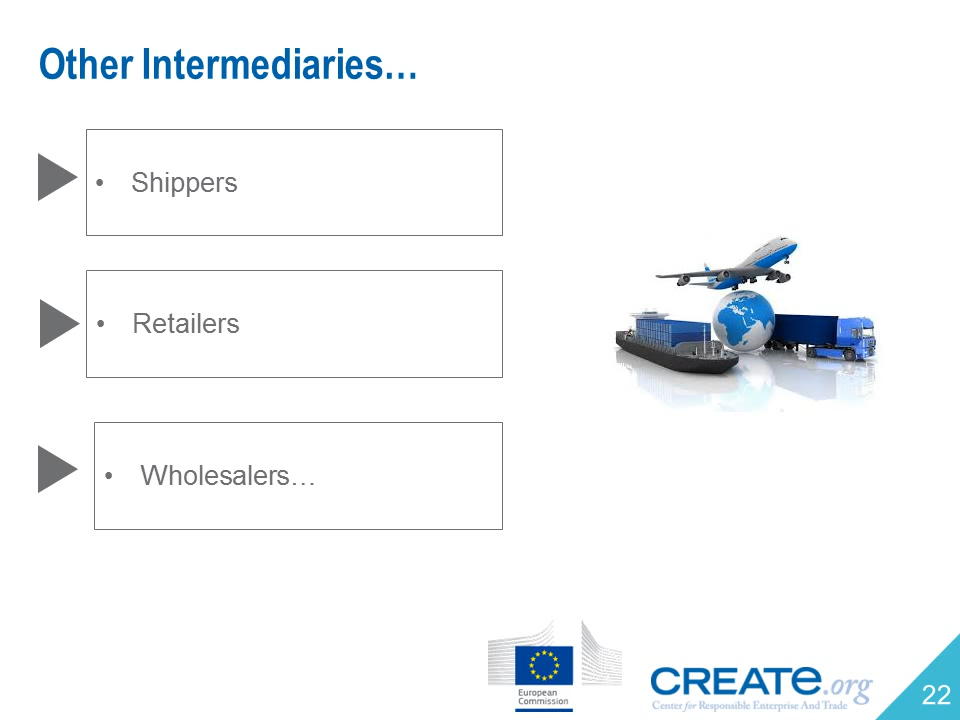 Other Intermediaries…
• Shippers
• Retailers
• Wholesalers…
European
Commission
CREATe.org
Center for Responsible Enterprise And Trade
22